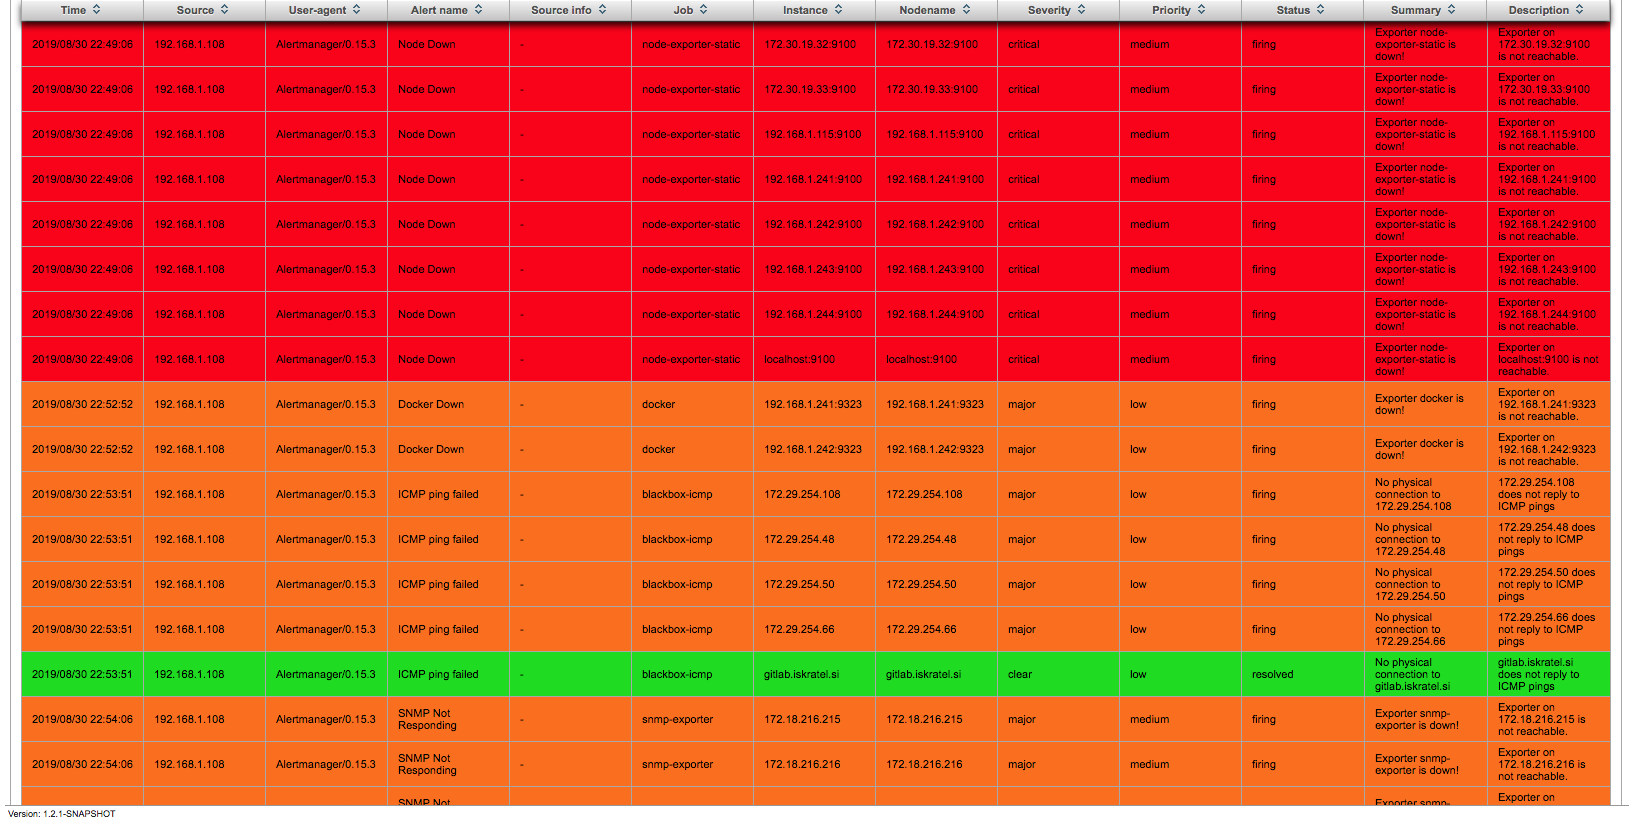 Time Source User-agent Alert name Source info Job Instance Nodename Severity Priority Status Summary Description
2019/08/30 22:49:06 192.168.1.108 Alertmanager/0.15.3 Node Down - node-exporter-static 172.30.19.32:9100 172.30.19.32:9100 critical medium firing Exporter node-exporter-static is down! Exporter on 172.30.19.32:9100 is not reachable.
2019/08/30 22:49:06 192.168.1.108 Alertmanager/0.15.3 Node Down - node-exporter-static 172.30.19.33:9100 172.30.19.33:9100 critical medium firing Exporter node-exporter-static is down! Exporter on 172.30.19.33:9100 is not reachable.
2019/08/30 22:49:06 192.168.1.108 Alertmanager/0.15.3 Node Down - node-exporter-static 192.168.1.115:9100 192.168.1.115:9100 critical medium firing Exporter node-exporter-static is down! Exporter on 192.168.1.115:9100 is not reachable.
2019/08/30 22:49:06 192.168.1.108 Alertmanager/0.15.3 Node Down - node-exporter-static 192.168.1.241:9100 192.168.1.241:9100 critical medium firing Exporter node-exporter-static is down! Exporter on 192.168.1.241:9100 is not reachable.
2019/08/30 22:49:06 192.168.1.108 Alertmanager/0.15.3 Node Down - node-exporter-static 192.168.1.242:9100 192.168.1.242:9100 critical medium firing Exporter node-exporter-static is down! Exporter on 192.168.1.242:9100 is not reachable.
2019/08/30 22:49:06 192.168.1.108 Alertmanager/0.15.3 Node Down - node-exporter-static 192.168.1.243:9100 192.168.1.243:9100 critical medium firing Exporter node-exporter-static is down! Exporter on 192.168.1.243:9100 is not reachable.
2019/08/30 22:49:06 192.168.1.108 Alertmanager/0.15.3 Node Down - node-exporter-static 192.168.1.244:9100 192.168.1.244:9100 critical medium firing Exporter node-exporter-static is down! Exporter on 192.168.1.244:9100 is not reachable.
2019/08/30 22:49:06 192.168.1.108 Alertmanager/0.15.3 Node Down - node-exporter-static localhost:9100 localhost:9100 critical medium firing Exporter node-exporter-static is down! Exporter on localhost:9100 is not reachable.
2019/08/30 22:52:52 192.168.1.108 Alertmanager/0.15.3 Docker Down - docker 192.168.1.241:9323 192.168.1.241:9323 major low firing Exporter docker is down! Exporter on 192.168.1.241:9323 is not reachable.
2019/08/30 22:52:52 192.168.1.108 Alertmanager/0.15.3 Docker Down - docker 192.168.1.242:9323 192.168.1.242:9323 major low firing Exporter docker is down! Exporter on 192.168.1.242:9323 is not reachable.
2019/08/30 22:53:51 192.168.1.108 Alertmanager/0.15.3 ICMP ping failed - blackbox-icmp 172.29.254.108 172.29.254.108 major low firing No physical connection to 172.29.254.108 172.29.254.108 does not reply to ICMP pings
2019/08/30 22:53:51 192.168.1.108 Alertmanager/0.15.3 ICMP ping failed - blackbox-icmp 172.29.254.48 172.29.254.48 major low firing No physical connection to 172.29.254.48 172.29.254.48 does not reply to ICMP pings
2019/08/30 22:53:51 192.168.1.108 Alertmanager/0.15.3 ICMP ping failed - blackbox-icmp 172.29.254.50 172.29.254.50 major low firing No physical connection to 172.29.254.50 172.29.254.50 does not reply to ICMP pings
2019/08/30 22:53:51 192.168.1.108 Alertmanager/0.15.3 ICMP ping failed - blackbox-icmp 172.29.254.66 172.29.254.66 major low firing No physical connection to 172.29.254.66 172.29.254.66 does not reply to ICMP pings
2019/08/30 22:53:51 192.168.1.108 Alertmanager/0.15.3 ICMP ping failed - blackbox-icmp gitlab.iskratel.si gitlab.iskratel.si clear low resolved No physical connection to gitlab.iskratel.si gitlab.iskratel.si does not reply to ICMP pings
2019/08/30 22:54:06 192.168.1.108 Alertmanager/0.15.3 SNMP Not Responding - snmp-exporter 172.18.216.215 172.18.216.215 major medium firing Exporter snmp-exporter is down! Exporter on 172.18.216.215 is not reachable.
2019/08/30 22:54:06 192.168.1.108 Alertmanager/0.15.3 SNMP Not Responding - snmp-exporter 172.18.216.216 172.18.216.216 major medium firing Exporter snmp-exporter is down! Exporter on 172.18.216.216 is not reachable.
SNMP Not Exporter snmp- Exporter on
Version: 1.2.1-SNAPSHOT